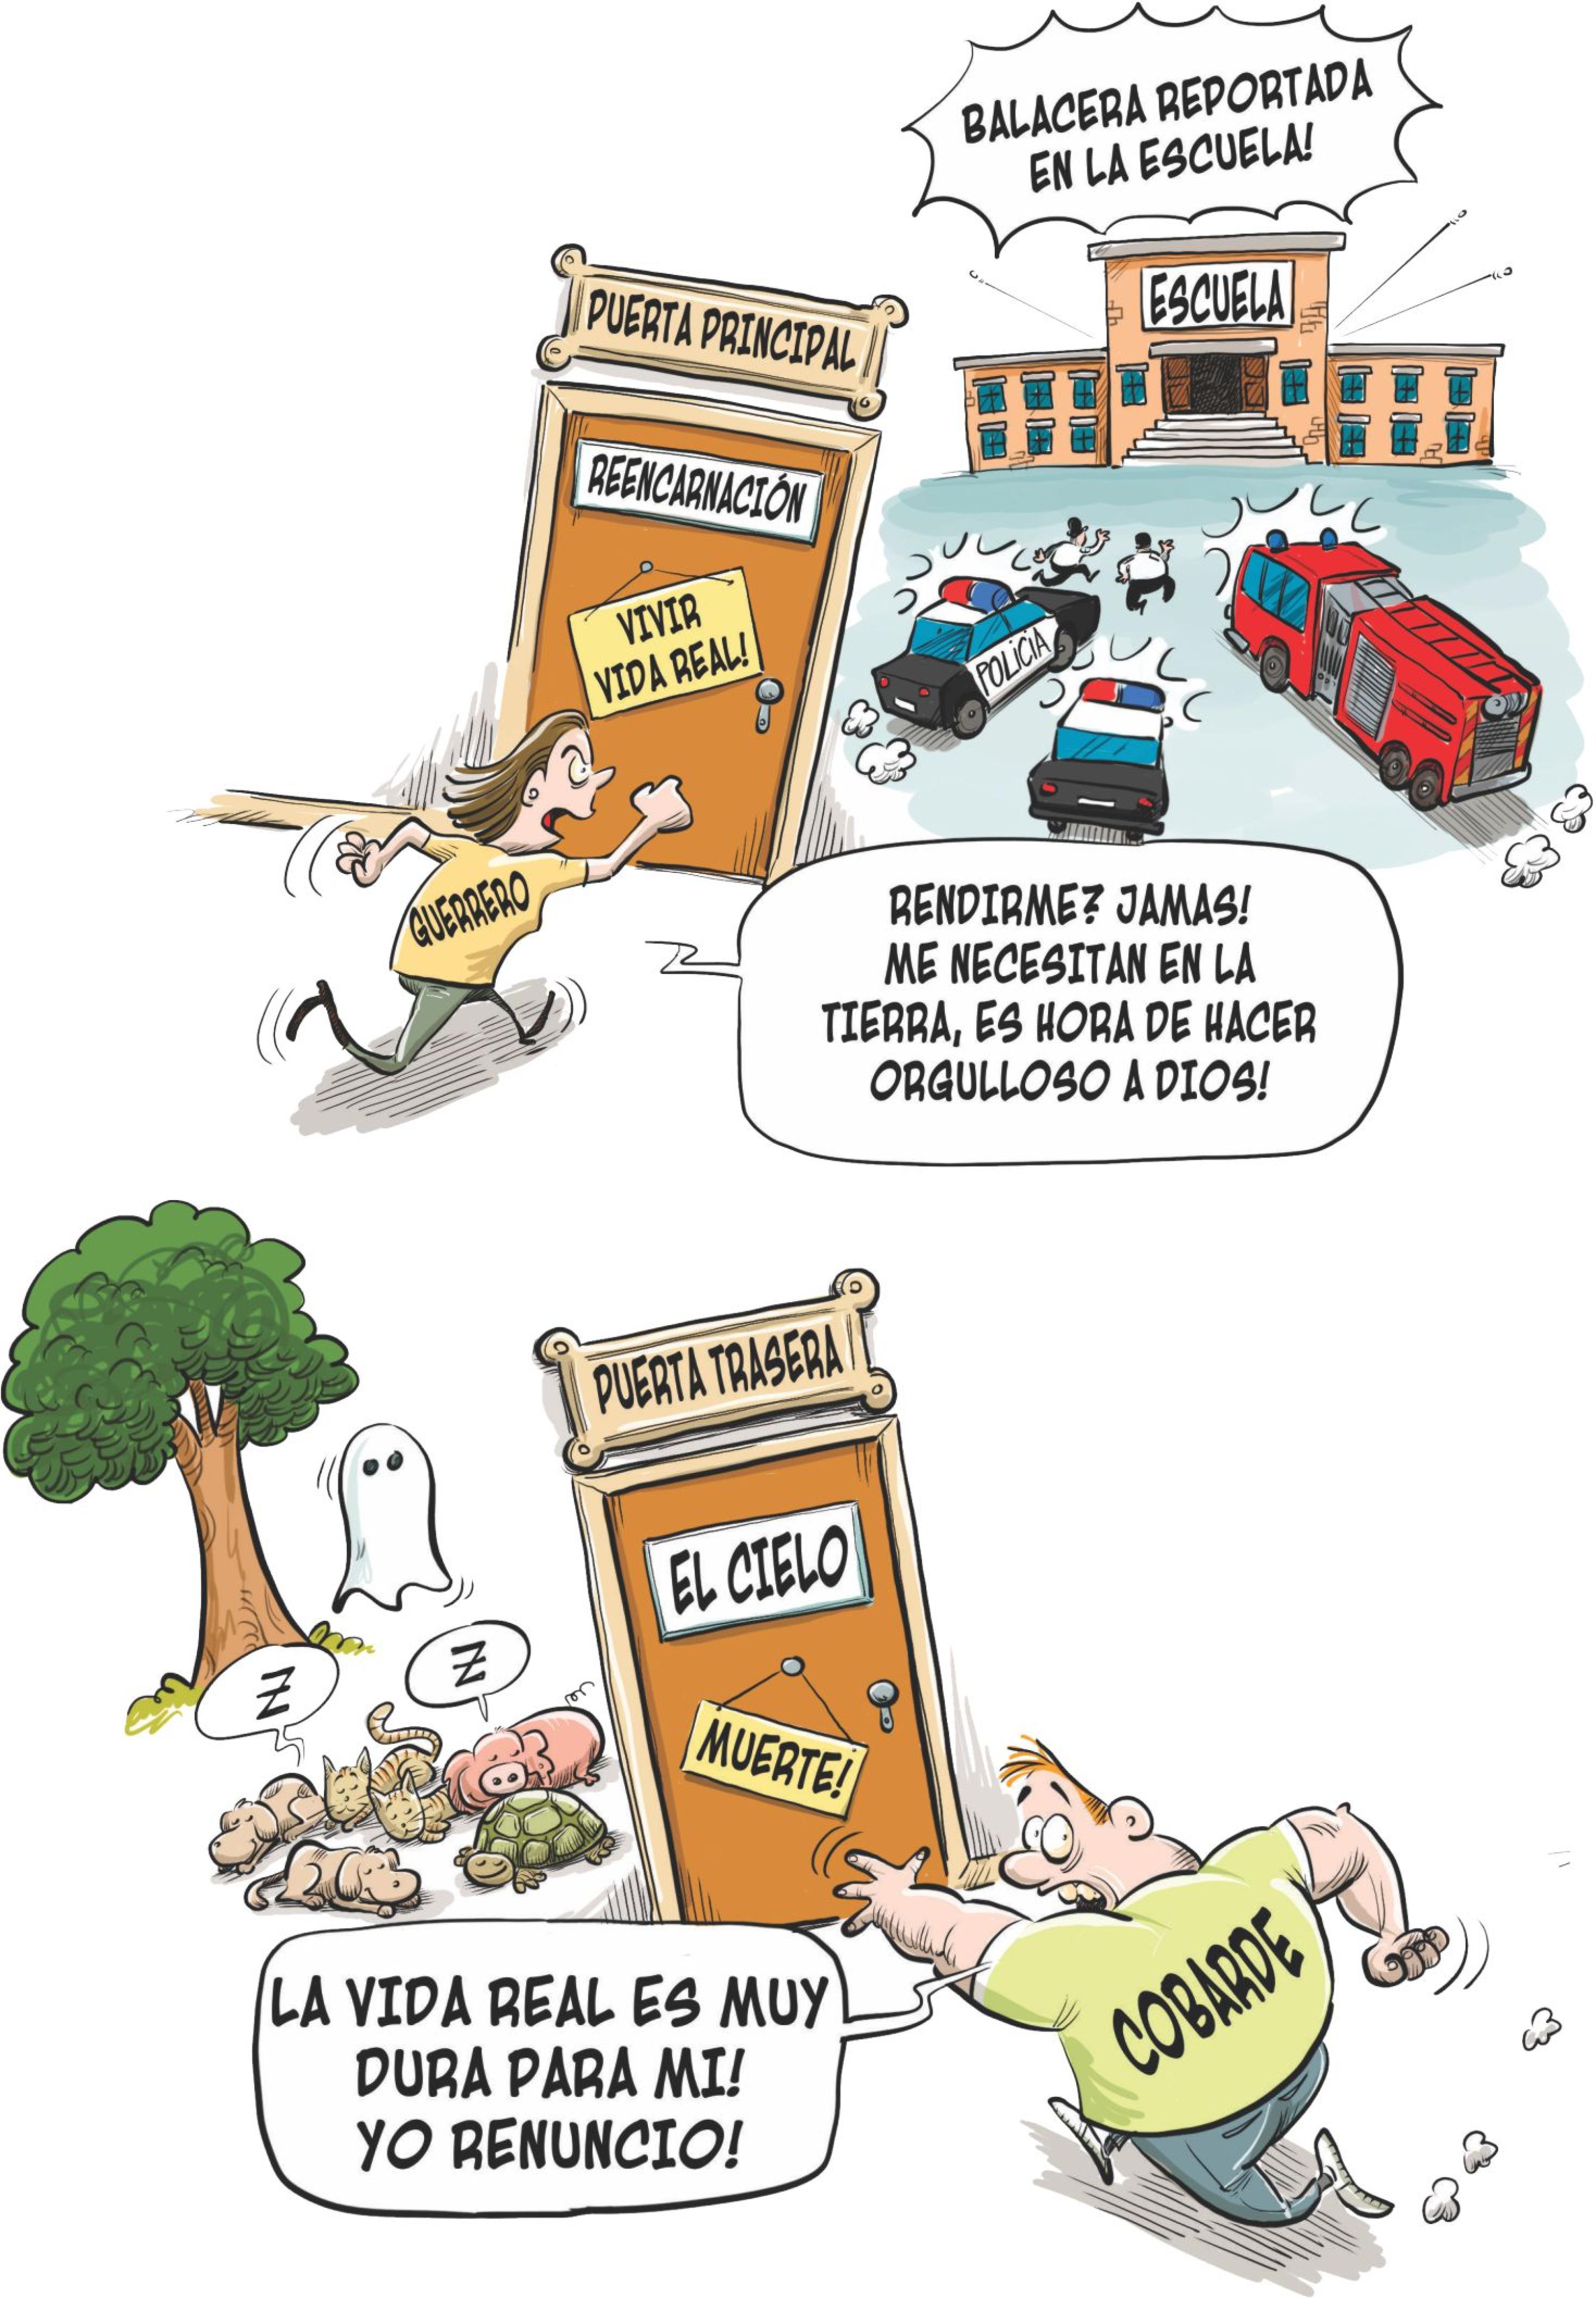 BALACERA REPORTADA
EN LA ESCUELA!
ESCUELA
PUERTA PRINCIPAL
REENCARNACIÓN
VIVIR
VIDA REAL!
POLICIA
GUERRERO
RENDIRME? JAMAS!
ME NECESITAN EN LA
TIERRA, ES HORA DE HACER
ORGULLOSO A DIOS!
PUERTA TRASERA
EL CIELO
Z
Z
MUERTE!
COBARDE
LA VIDA REAL ES MUY
DURA PARA MI!
YO RENUNCIO!